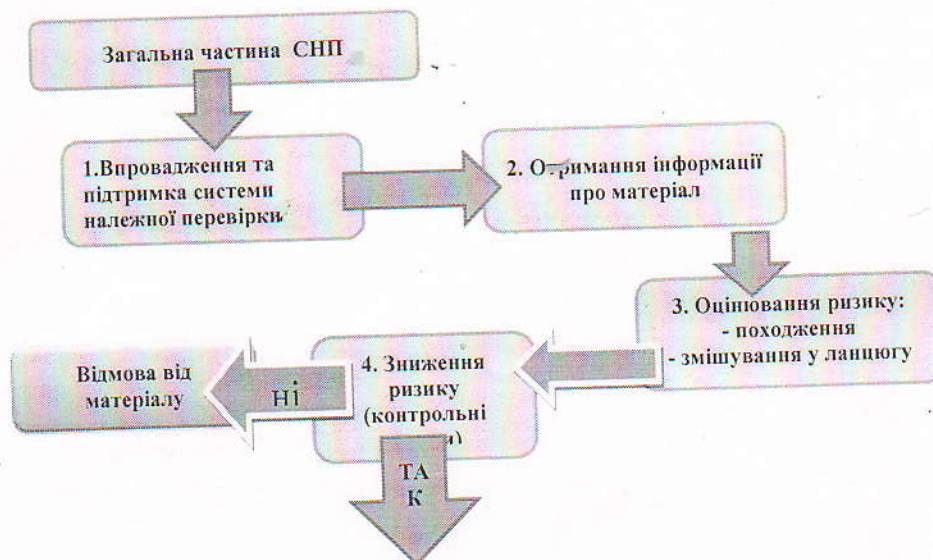 Загальна частина СНП
1.Впровадження та
підтримка системи
належної перевірки
2. Отримання інформації
про матеріал
3. Оцінювання ризику:
- походження
- змішування у ланцюгу
4. Зниження
ризику
(контрольні
Відмова від
матеріалу
ні
ТА
К